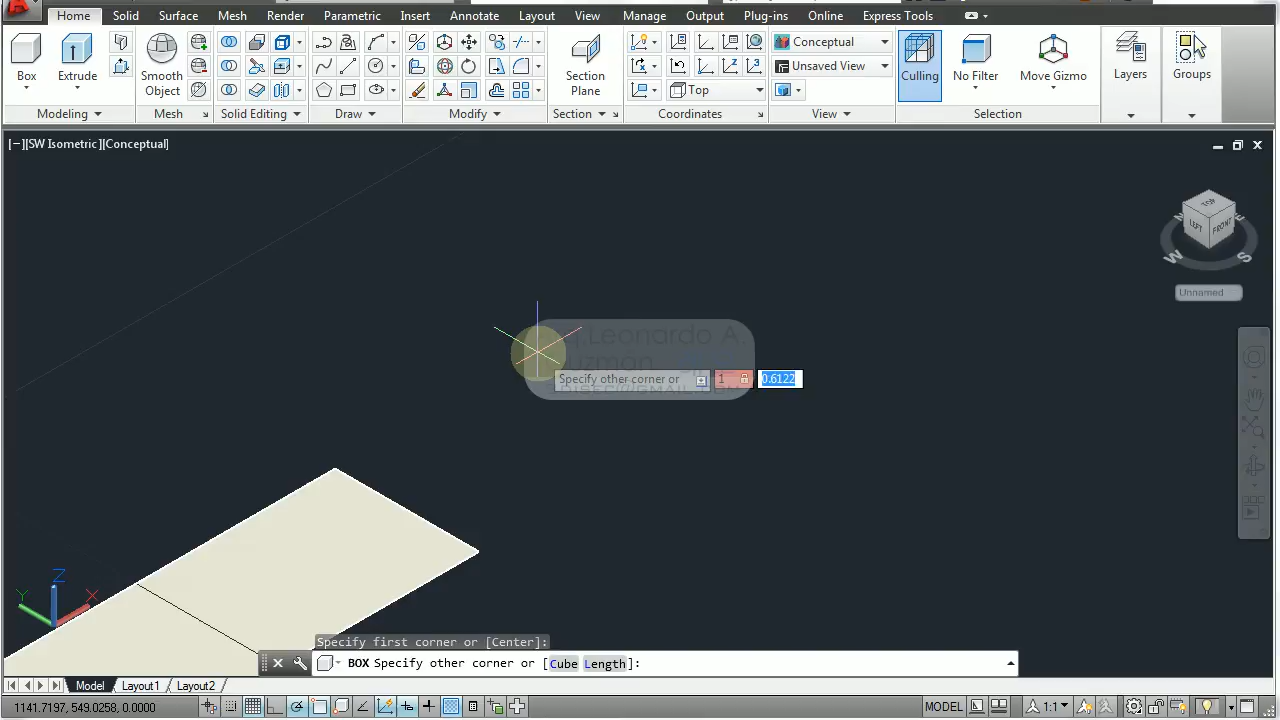 Home Solid Surface Mesh Render Parametric Insert Annotate Layout View Manage Output Plug-ins Online Express Tools
Box
Extrude
Smooth Object
Section Plane
Conceptual
Unsaved View
Top
Culling
No Filter
Move Gizmo
Layers
Groups
Modeling Mesh Solid Editing Draw Modify Section Coordinates View Selection
[−][SW Isometric][Conceptual]
TOP
LEFT FRONT
N E
W S
Unnamed
Leonardo A.
Specify other corner or 1 0.6122
Z
Y X
Specify first corner or [Center]:
BOX Specify other corner or [Cube Length]:
Model Layout1 Layout2
1141.7197, 549.0258, 0.0000 MODEL 1:1